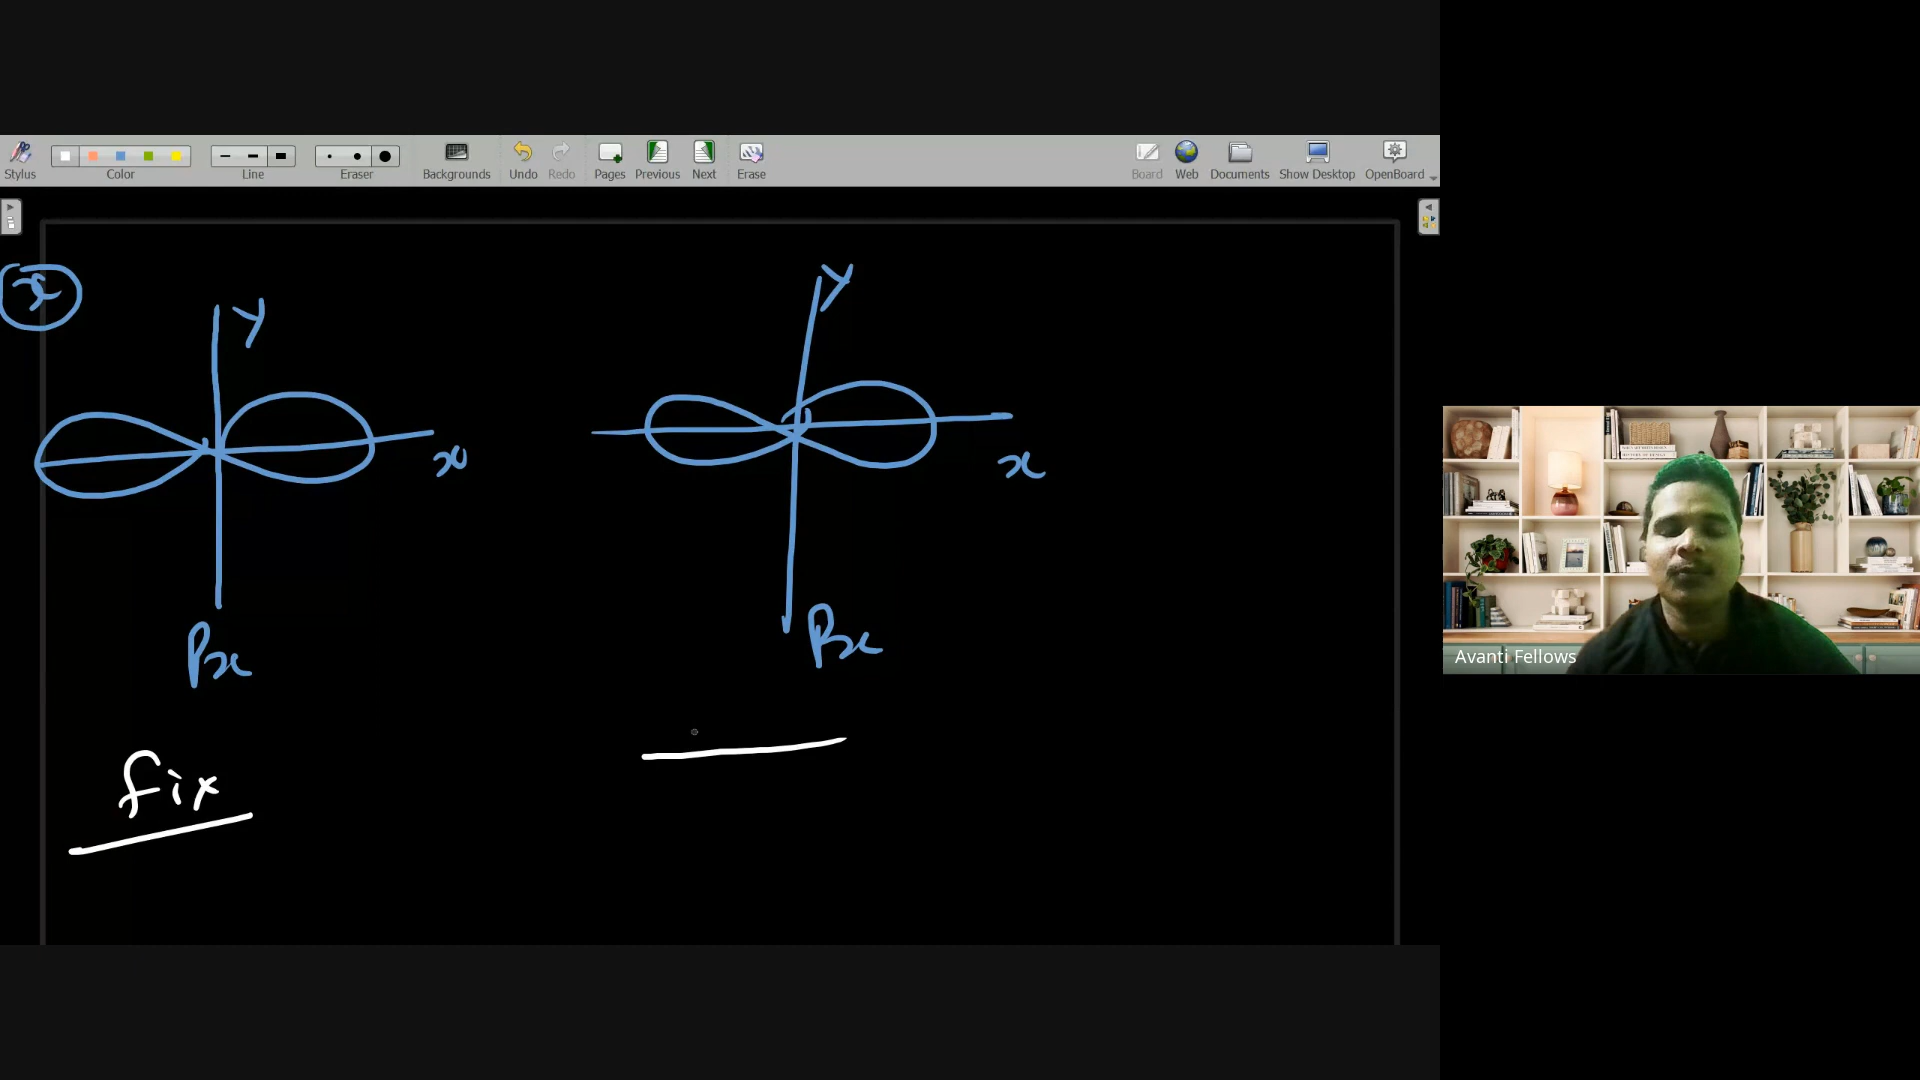 Stylus Color Line Eraser Backgrounds Undo Redo Pages Previous Next Erase Board Web Documents Show Desktop OpenBoard
x
y y
x x
Px Px
fix
Avanti Fellows